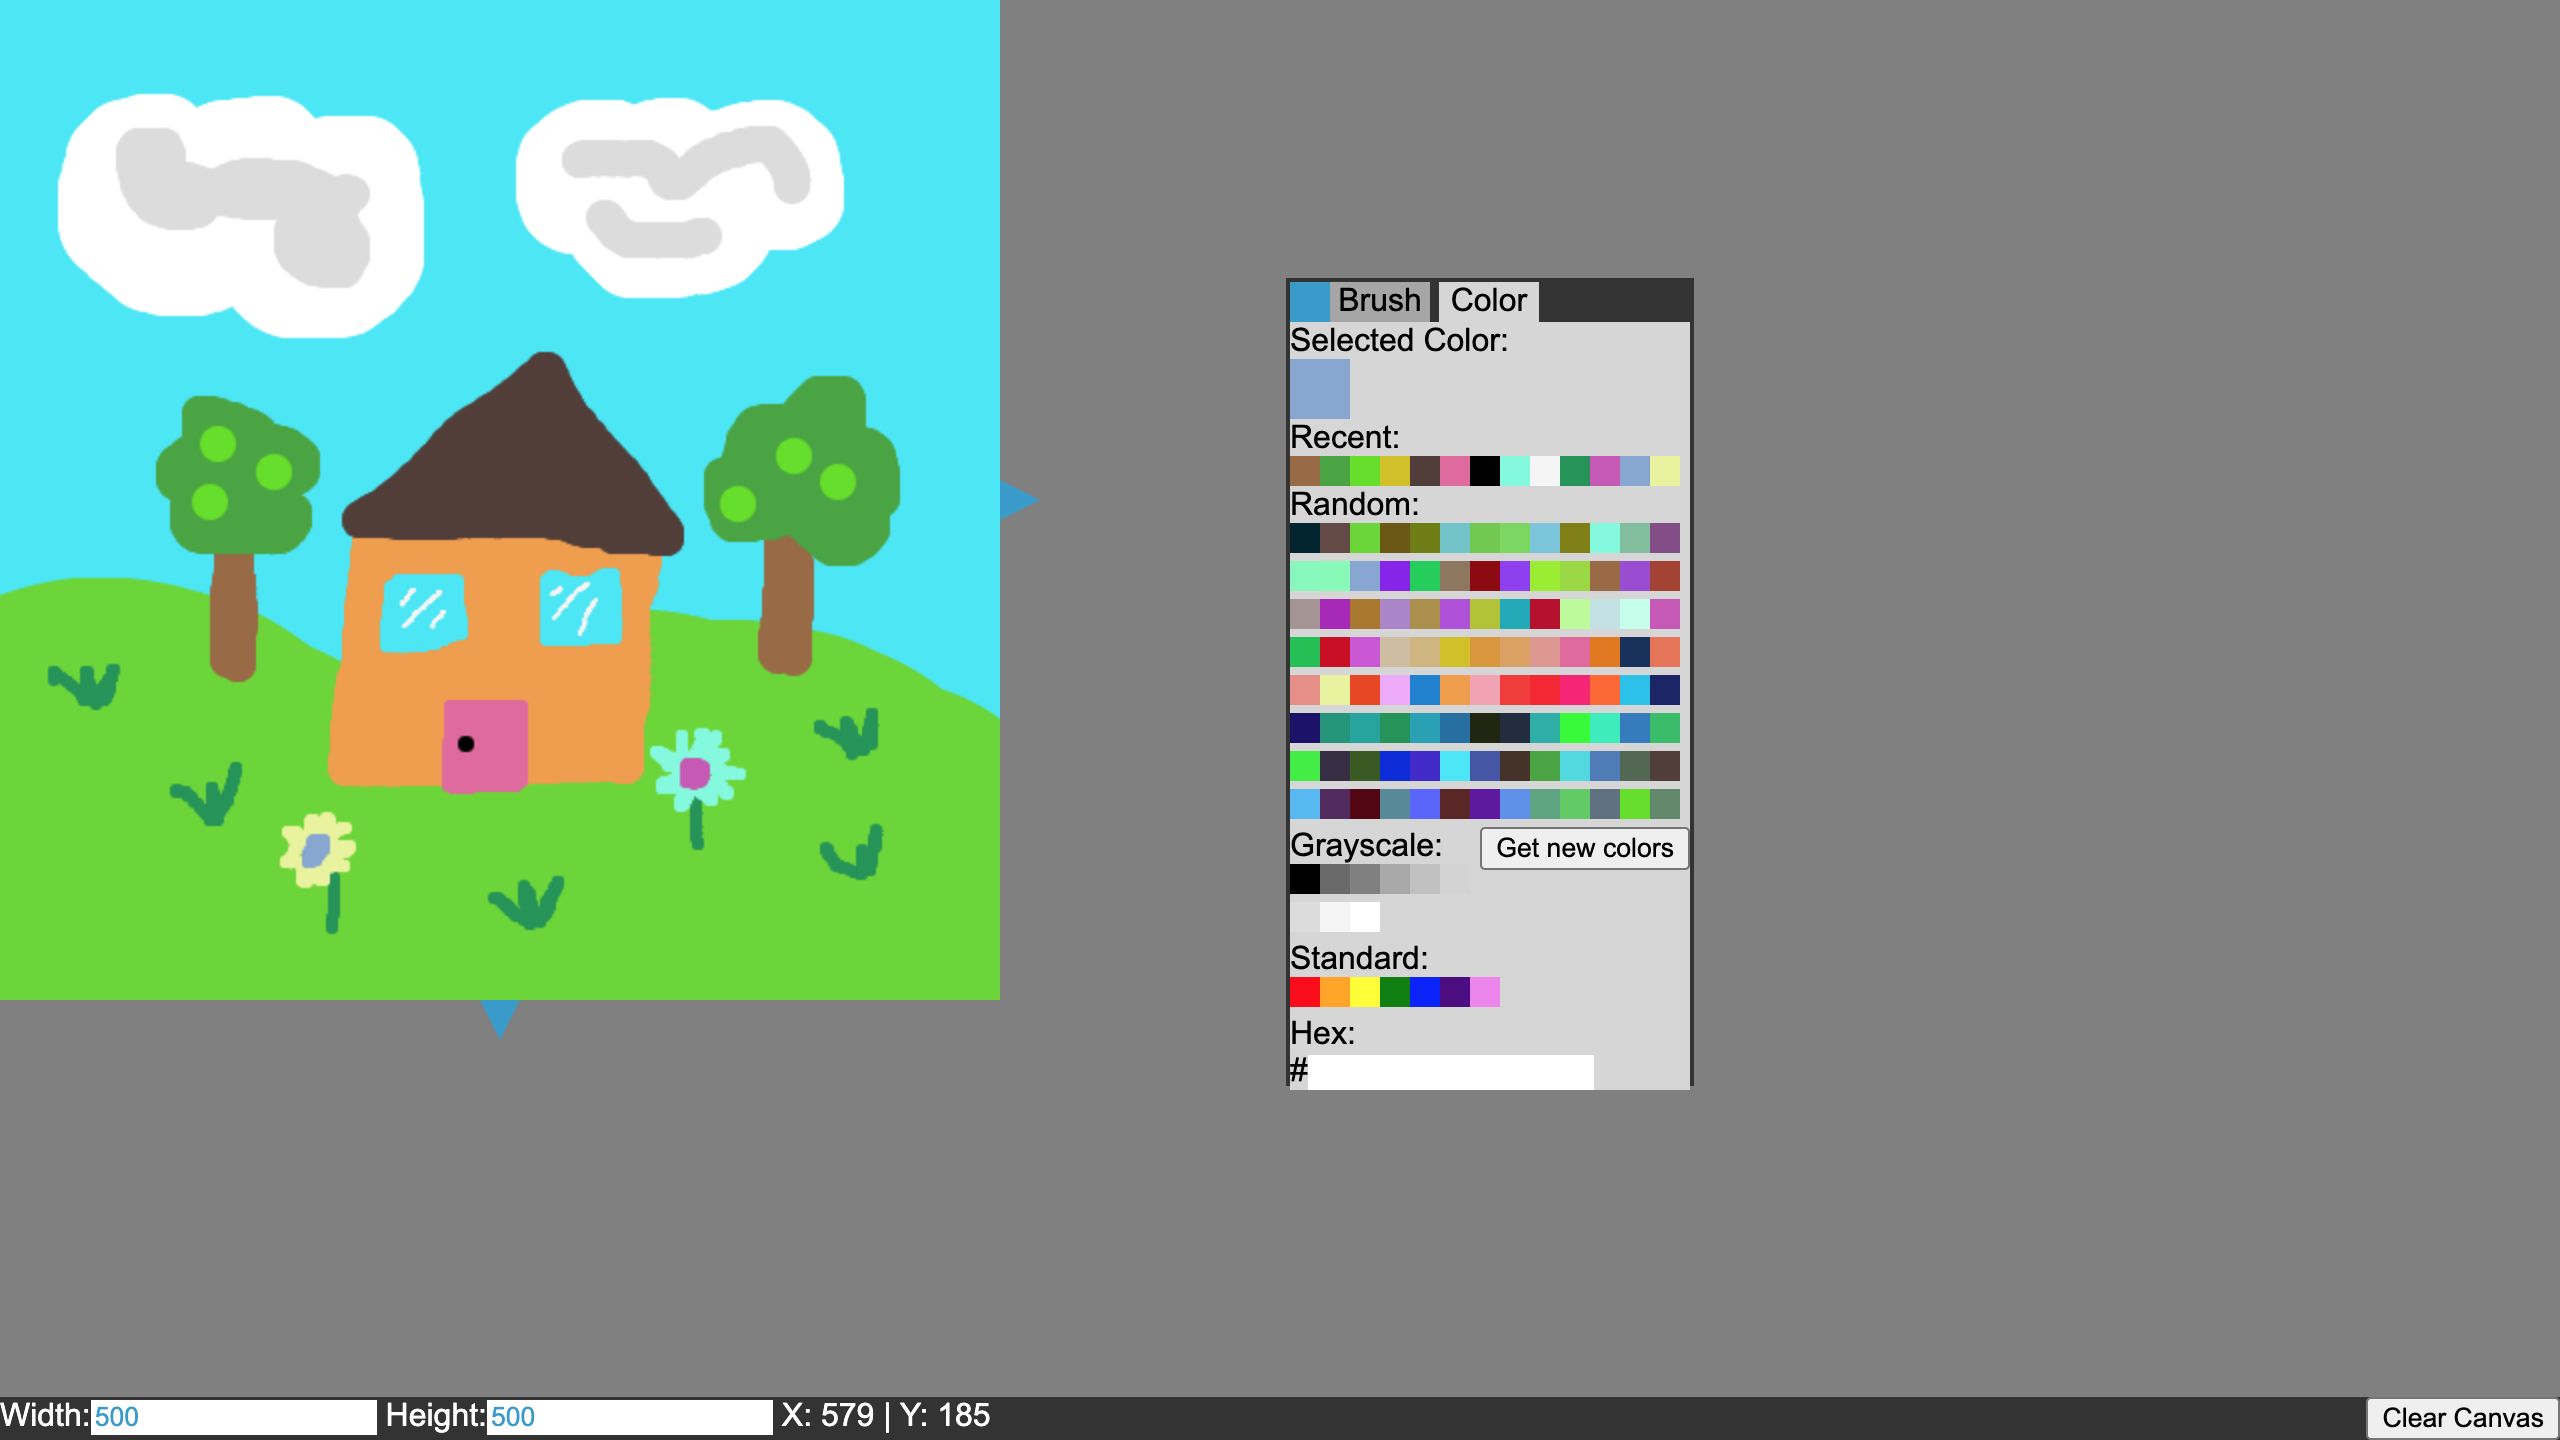 Brush Color
Selected Color:
Recent:
Random:
Grayscale: Get new colors
Standard:
Hex:
#
Width: 500 Height: 500 X: 579 | Y: 185 Clear Canvas